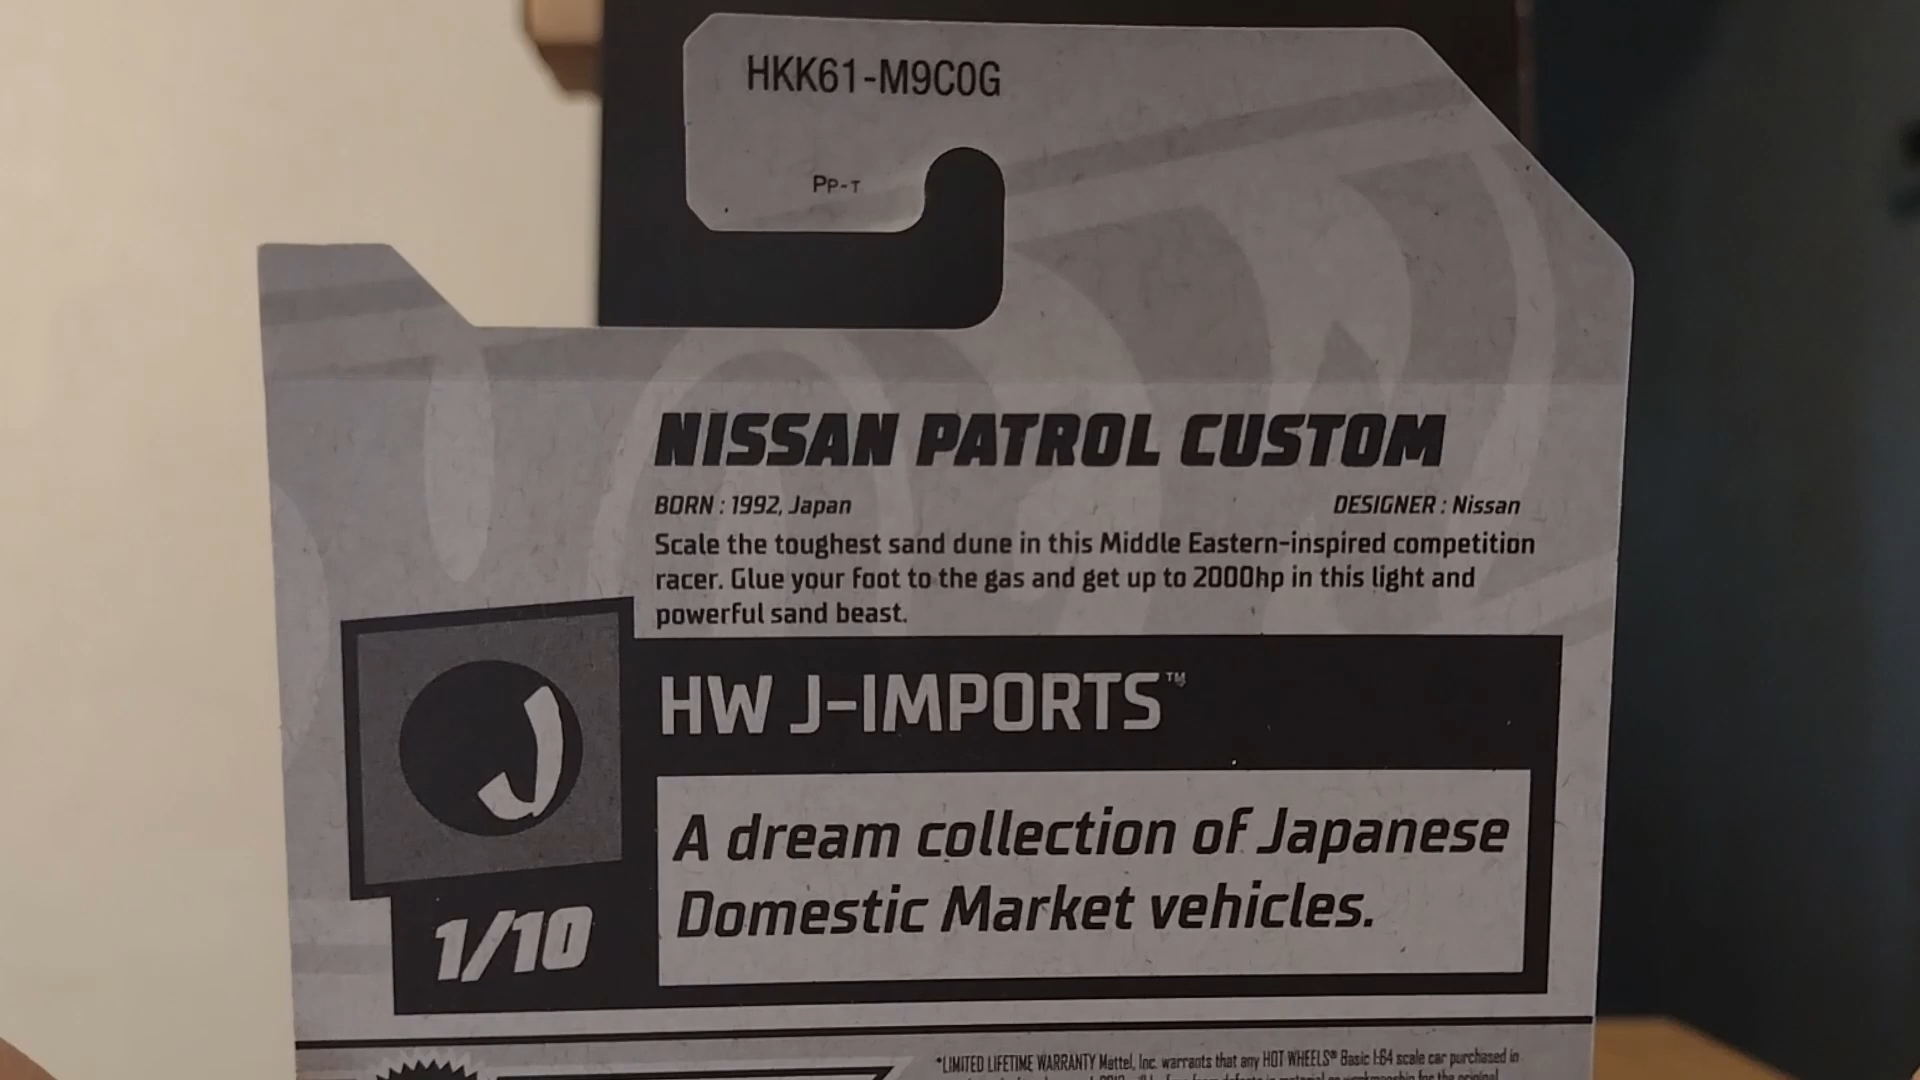 HKK61-M9C0G
PP-T
NISSAN PATROL CUSTOM
BORN : 1992, Japan
DESIGNER : Nissan
Scale the toughest sand dune in this Middle Eastern-inspired competition
racer. Glue your foot to the gas and get up to 2000hp in this light and
powerful sand beast.
J
HW J-IMPORTS™
A dream collection of Japanese
Domestic Market vehicles.
1/10
*LIMITED LIFETIME WARRANTY Mattel, Inc. warrants that any HOT WHEELS® Basic 1:64 scale car purchased in